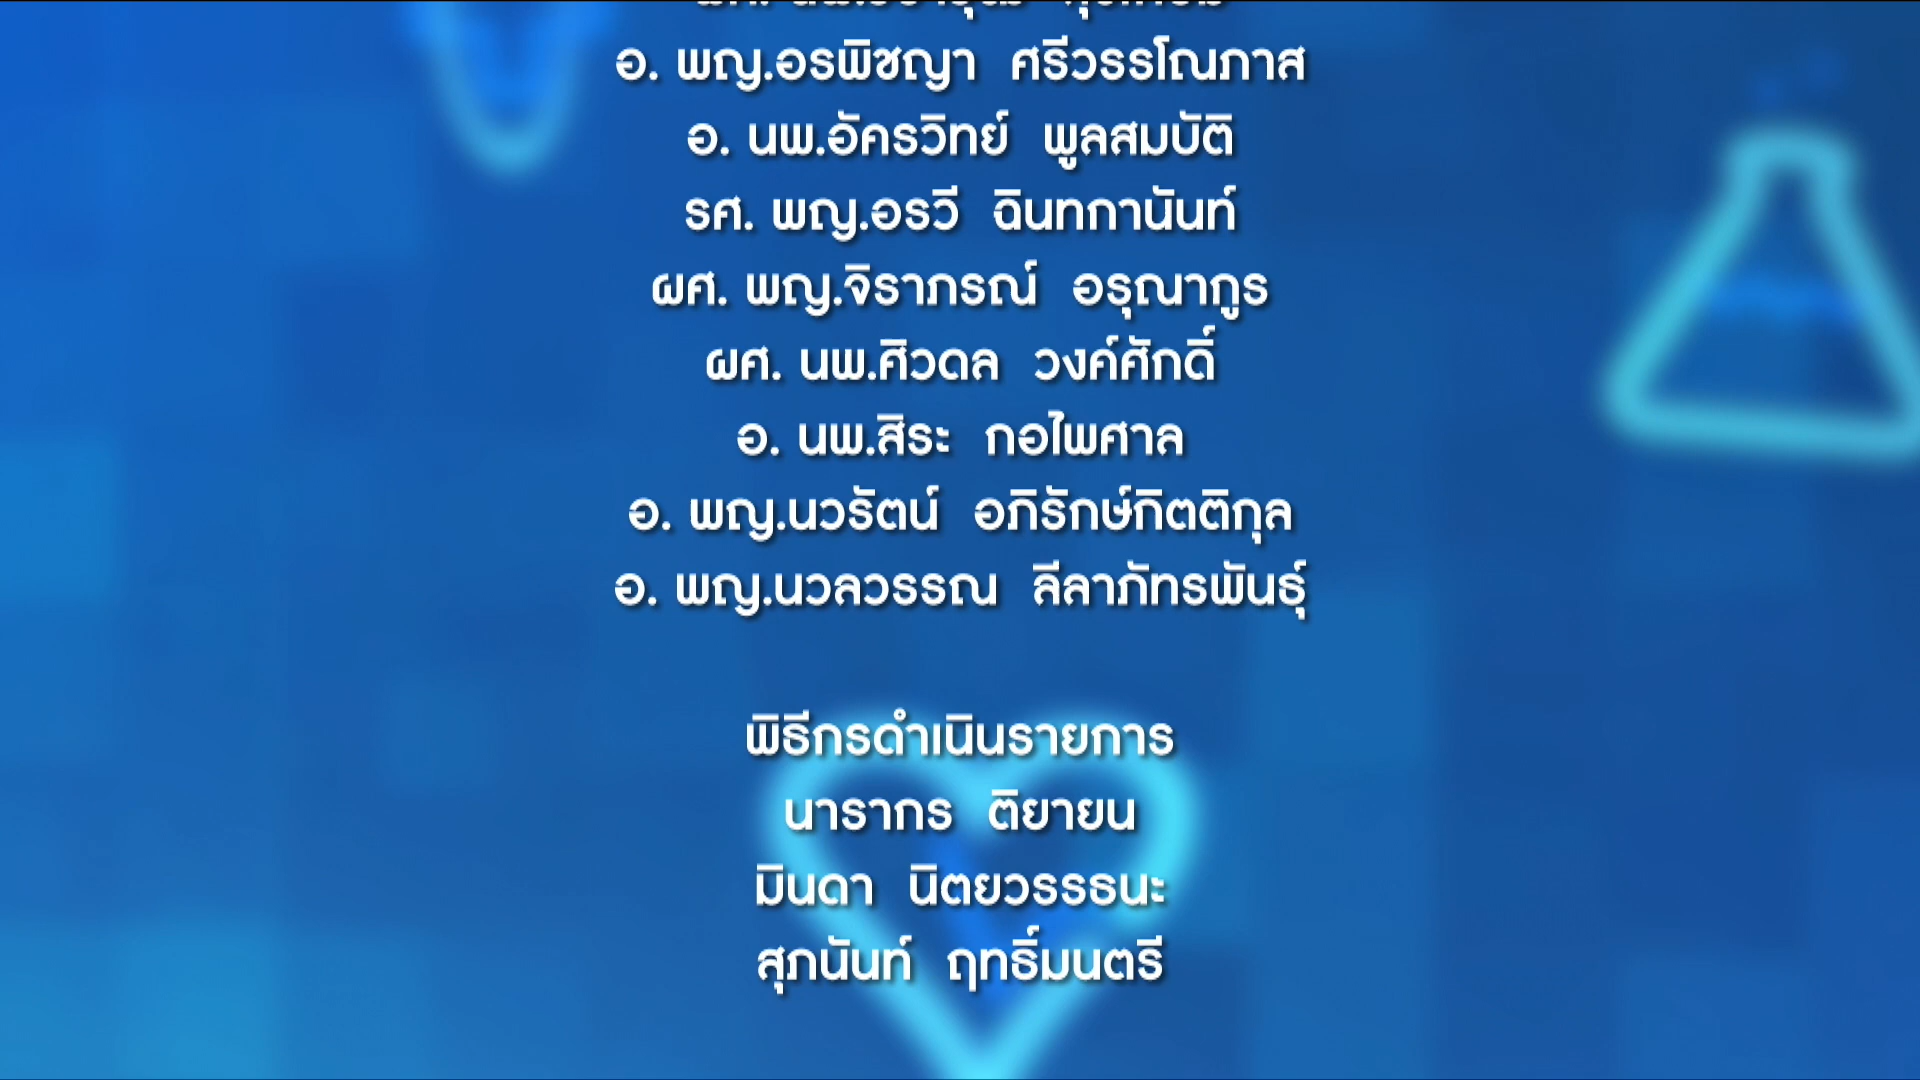 อ. พญ.อรพิชญา ศรีวรรโณภาส
อ. นพ.อัครวิทย์ พูลสมบัติ
รศ. พญ.อรวี ฉินทกานันท์
ผศ. พญ.จิราภรณ์ อรุณากูร
ผศ. นพ.ศิวดล วงค์ศักดิ์
อ. นพ.สิระ กอไพศาล
อ. พญ.นวรัตน์ อภิรักษ์กิตติกุล
อ. พญ.นวลวรรณ ลีลาภัทรพันธุ์
พิธีกรดำเนินรายการ
นารากร ติยายน
มินดา นิตยวรรธนะ
สุภนันท์ ฤทธิ์มนตรี